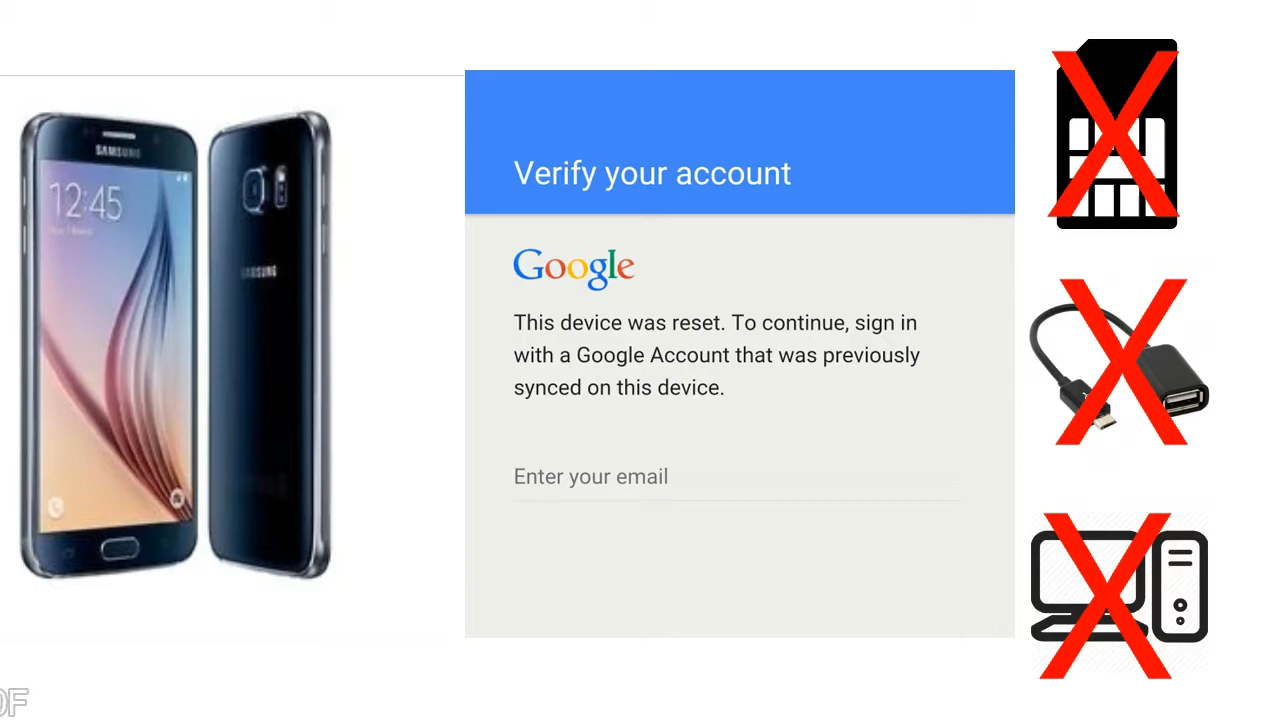 SAMSUNG
12:45
SAMSUNG
Verify your account
Google
This device was reset. To continue, sign in
with a Google Account that was previously
synced on this device.
Enter your email